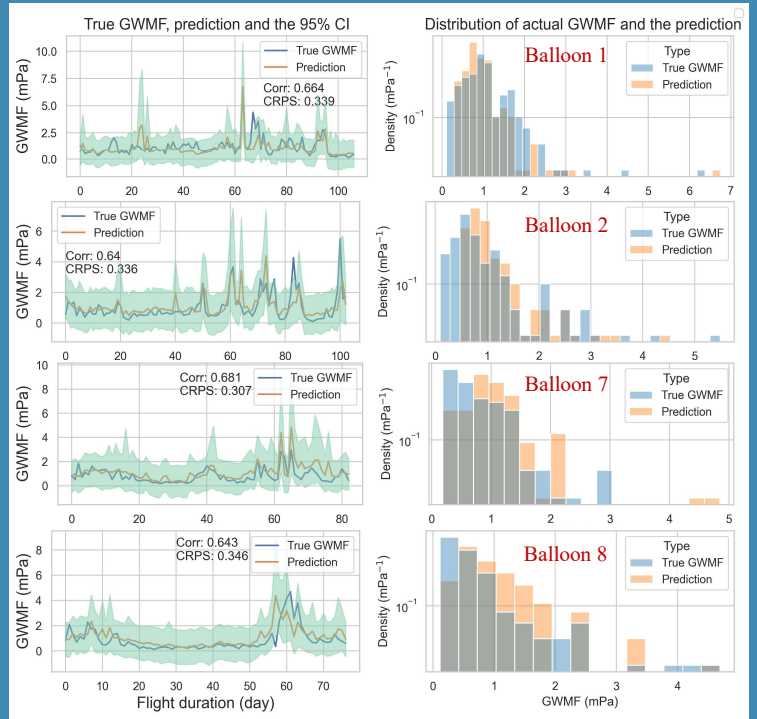 True GWMF, prediction and the 95% CI
Distribution of actual GWMF and the prediction
GWMF (mPa)
10.0
7.5
5.0
2.5
0.0
True GWMF
Prediction
Corr: 0.664
CRPS: 0.339
0 20 40 60 80 100
Density (mPa⁻¹)
10⁻¹
Balloon 1
Type
True GWMF
Prediction
0 1 2 3 4 5 6 7
GWMF (mPa)
6
4
2
0
True GWMF
Prediction
Corr: 0.64
CRPS: 0.336
0 20 40 60 80 100
Density (mPa⁻¹)
10⁻¹
Balloon 2
Type
True GWMF
Prediction
0 1 2 3 4 5
GWMF (mPa)
10
8
6
4
2
0
Corr: 0.681
CRPS: 0.307
True GWMF
Prediction
0 20 40 60 80
Density (mPa⁻¹)
10⁻¹
Balloon 7
Type
True GWMF
Prediction
0 1 2 3 4 5
GWMF (mPa)
8
6
4
2
0
Corr: 0.643
CRPS: 0.346
True GWMF
Prediction
0 10 20 30 40 50 60 70
Flight duration (day)
Density (mPa⁻¹)
10⁻¹
Balloon 8
Type
True GWMF
Prediction
0 1 2 3 4
GWMF (mPa)